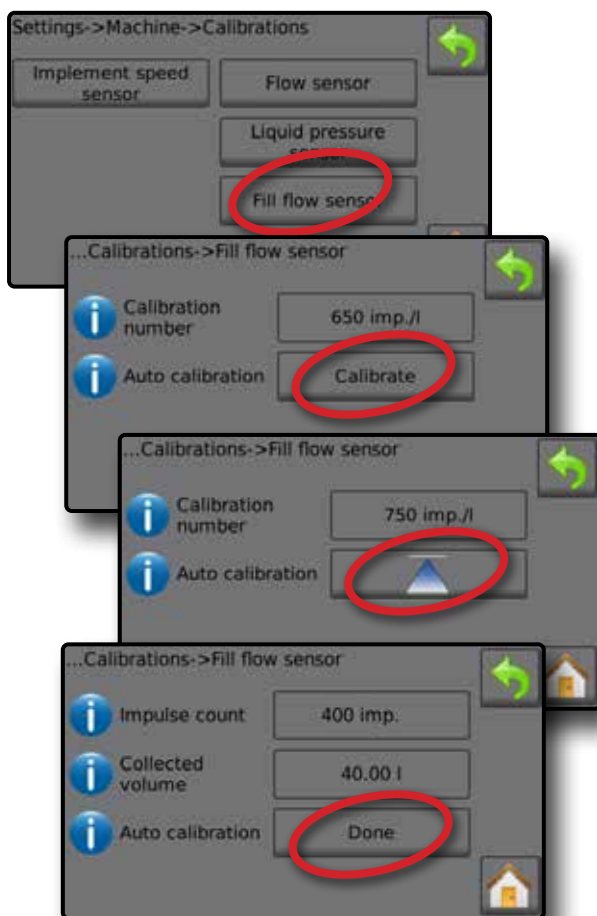 Settings->Machine->Calibrations
Implement speed
sensor
Flow sensor
Liquid pressure
sensor
Fill flow sensor
...Calibrations->Fill flow sensor
Calibration
number
650 imp./l
Auto calibration
Calibrate
...Calibrations->Fill flow sensor
Calibration
number
750 imp./l
Auto calibration
...Calibrations->Fill flow sensor
Impulse count
400 imp.
Collected
volume
40.00 l
Auto calibration
Done